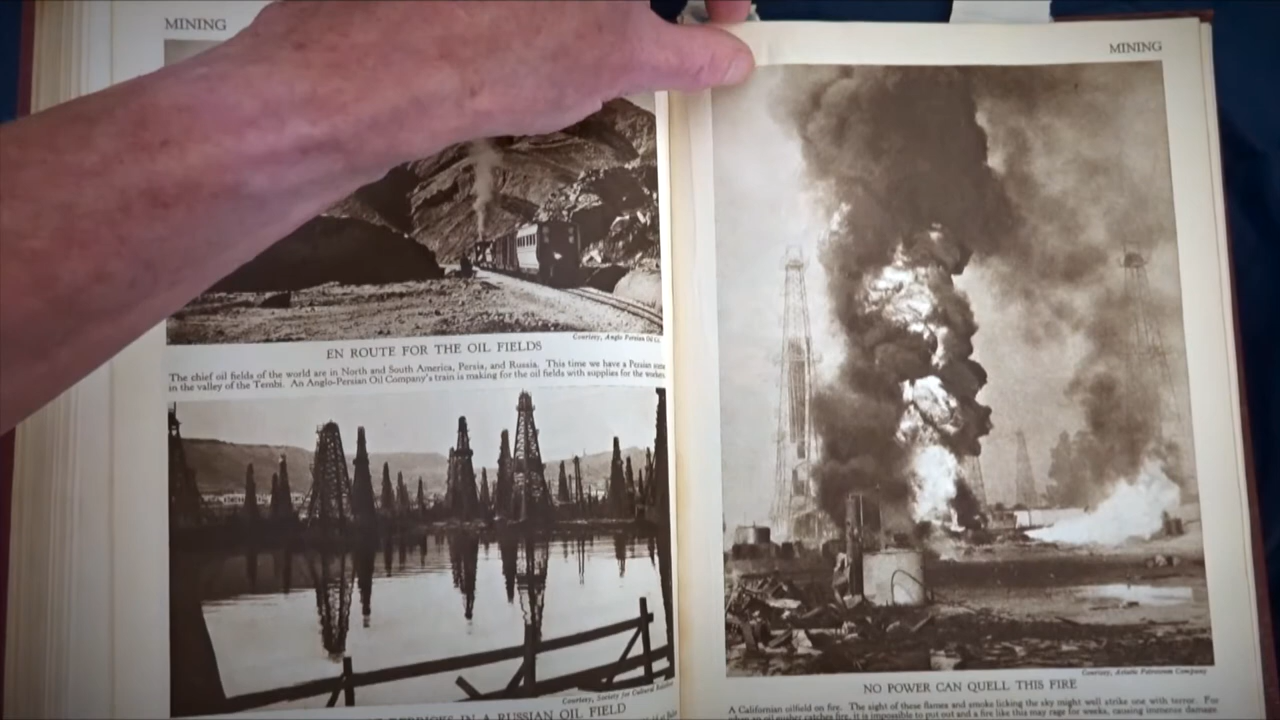 MINING
Courtesy, Anglo Persian Oil Co.
EN ROUTE FOR THE OIL FIELDS
The chief oil fields of the world are in North and South America, Persia, and Russia. This time we have a Persian scene
in the valley of the Tembi. An Anglo-Persian Oil Company's train is making for the oil fields with supplies for the workers.
Courtesy, Society for Cultural
DERRICKS IN A RUSSIAN OIL FIELD
MINING
Courtesy, Asiatic Petroleum Company
NO POWER CAN QUELL THIS FIRE
A Californian oilfield on fire. The sight of these flames and smoke licking the sky might well strike one with terror. For
when an oil gusher catches fire, it is impossible to put out and a fire like this may rage for weeks, causing immense damage.